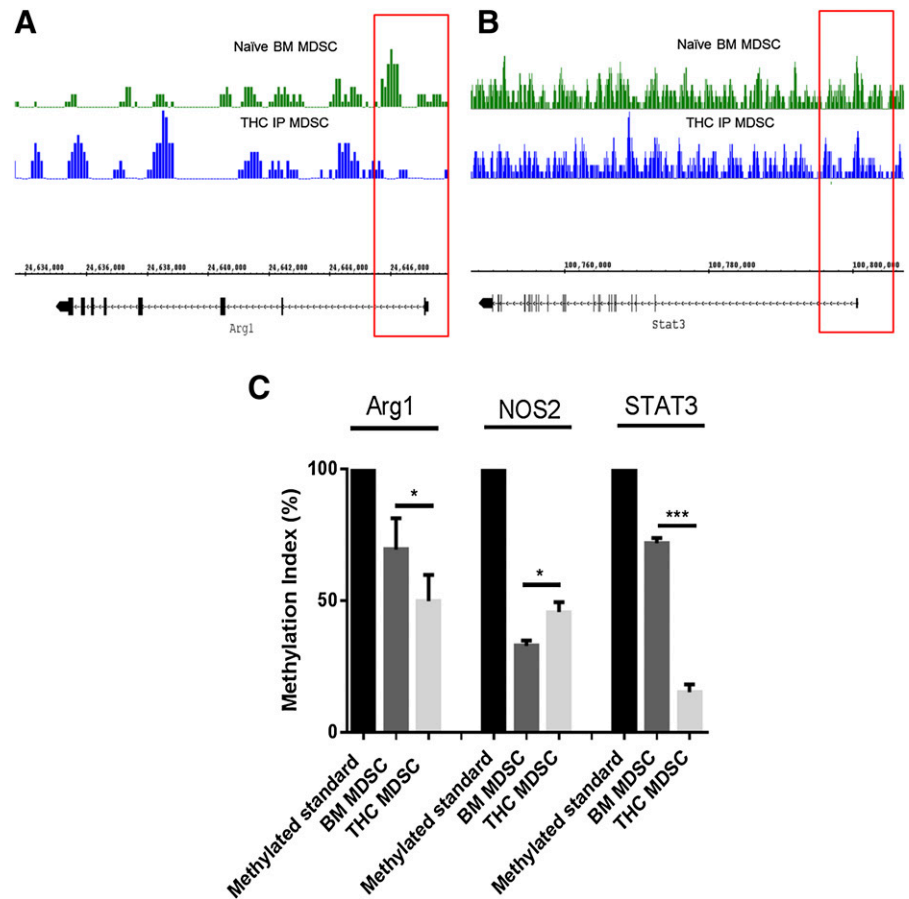 A
Naïve BM MDSC
THC IP MDSC
24,634,000 24,636,000 24,638,000 24,640,000 24,642,000 24,644,000 24,646,000
Arg1
B
Naïve BM MDSC
THC IP MDSC
100,760,000 100,780,000 100,800,000
Stat3
C
Arg1 NOS2 STAT3
Methylation Index (%)
100
50
0
*
*
***
Methylated standard
BM MDSC
THC MDSC
Methylated standard
BM MDSC
THC MDSC
Methylated standard
BM MDSC
THC MDSC